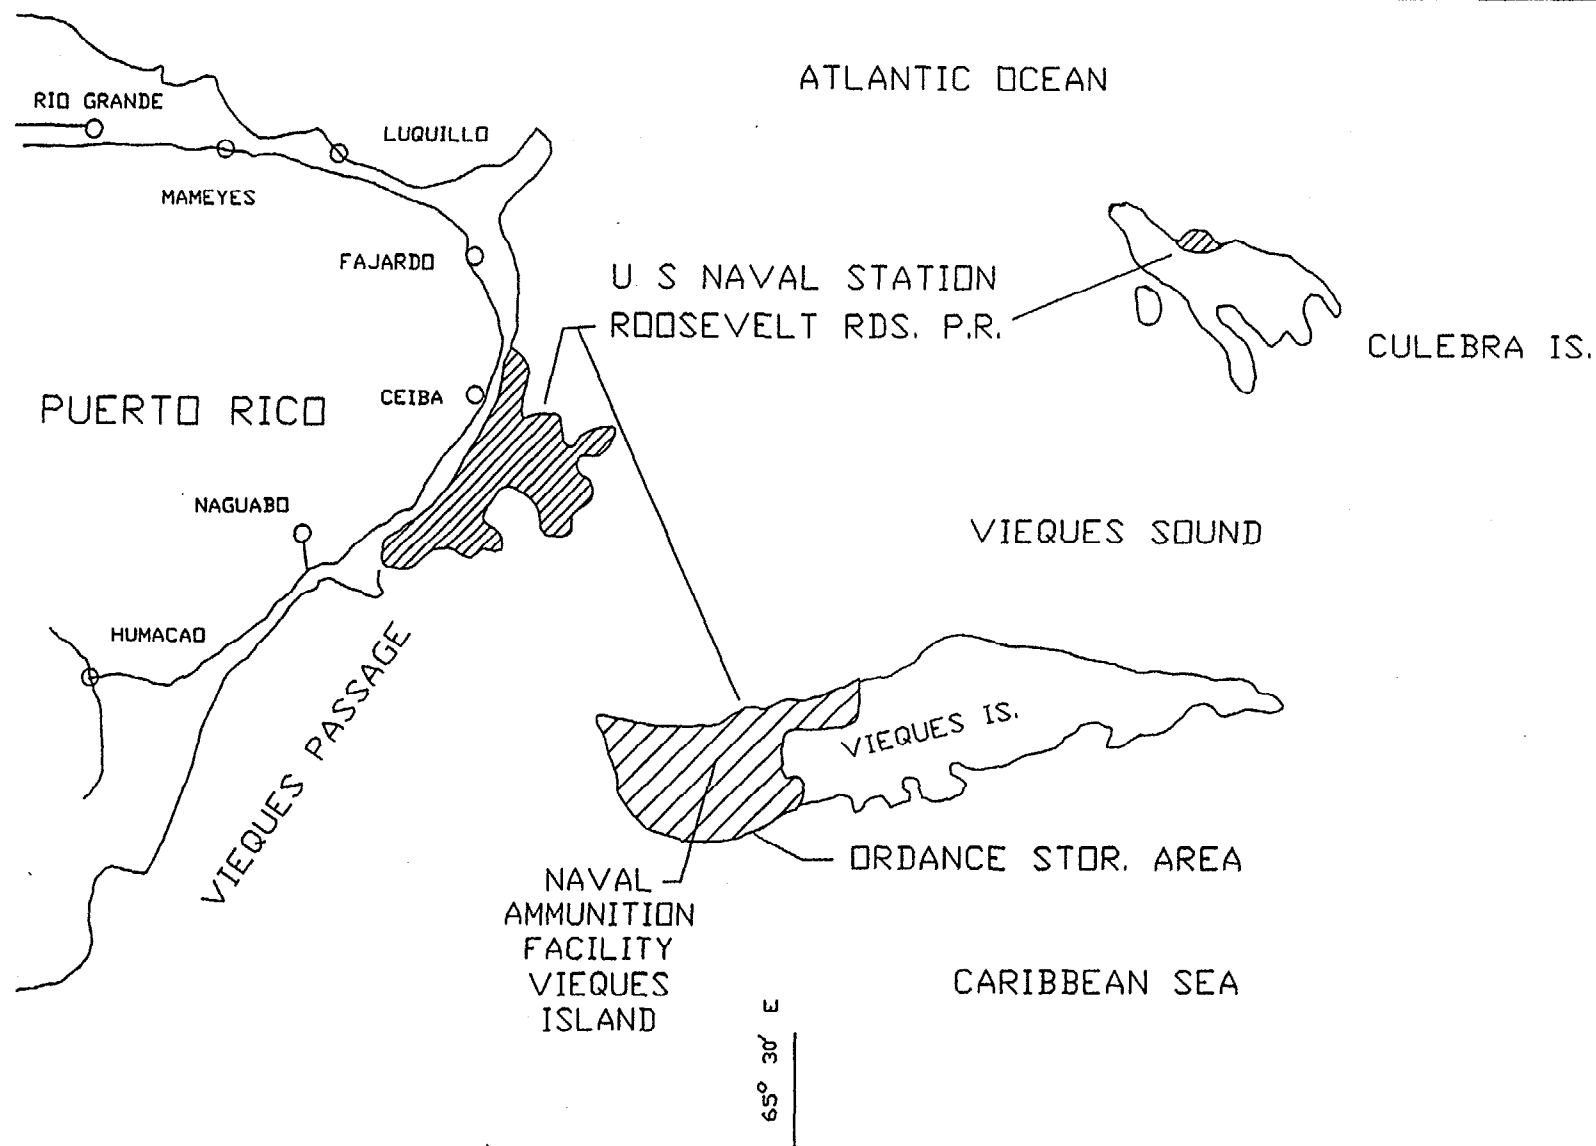 ATLANTIC OCEAN
RIO GRANDE
LUQUILLO
MAMEYES
FAJARDO
U S NAVAL STATION
ROOSEVELT RDS. P.R.
CULEBRA IS.
CEIBA
PUERTO RICO
NAGUABO
VIEQUES SOUND
HUMACAO
VIEQUES PASSAGE
VIEQUES IS.
ORDANCE STOR. AREA
NAVAL
AMMUNITION
FACILITY
VIEQUES
ISLAND
CARIBBEAN SEA
65° 30' E